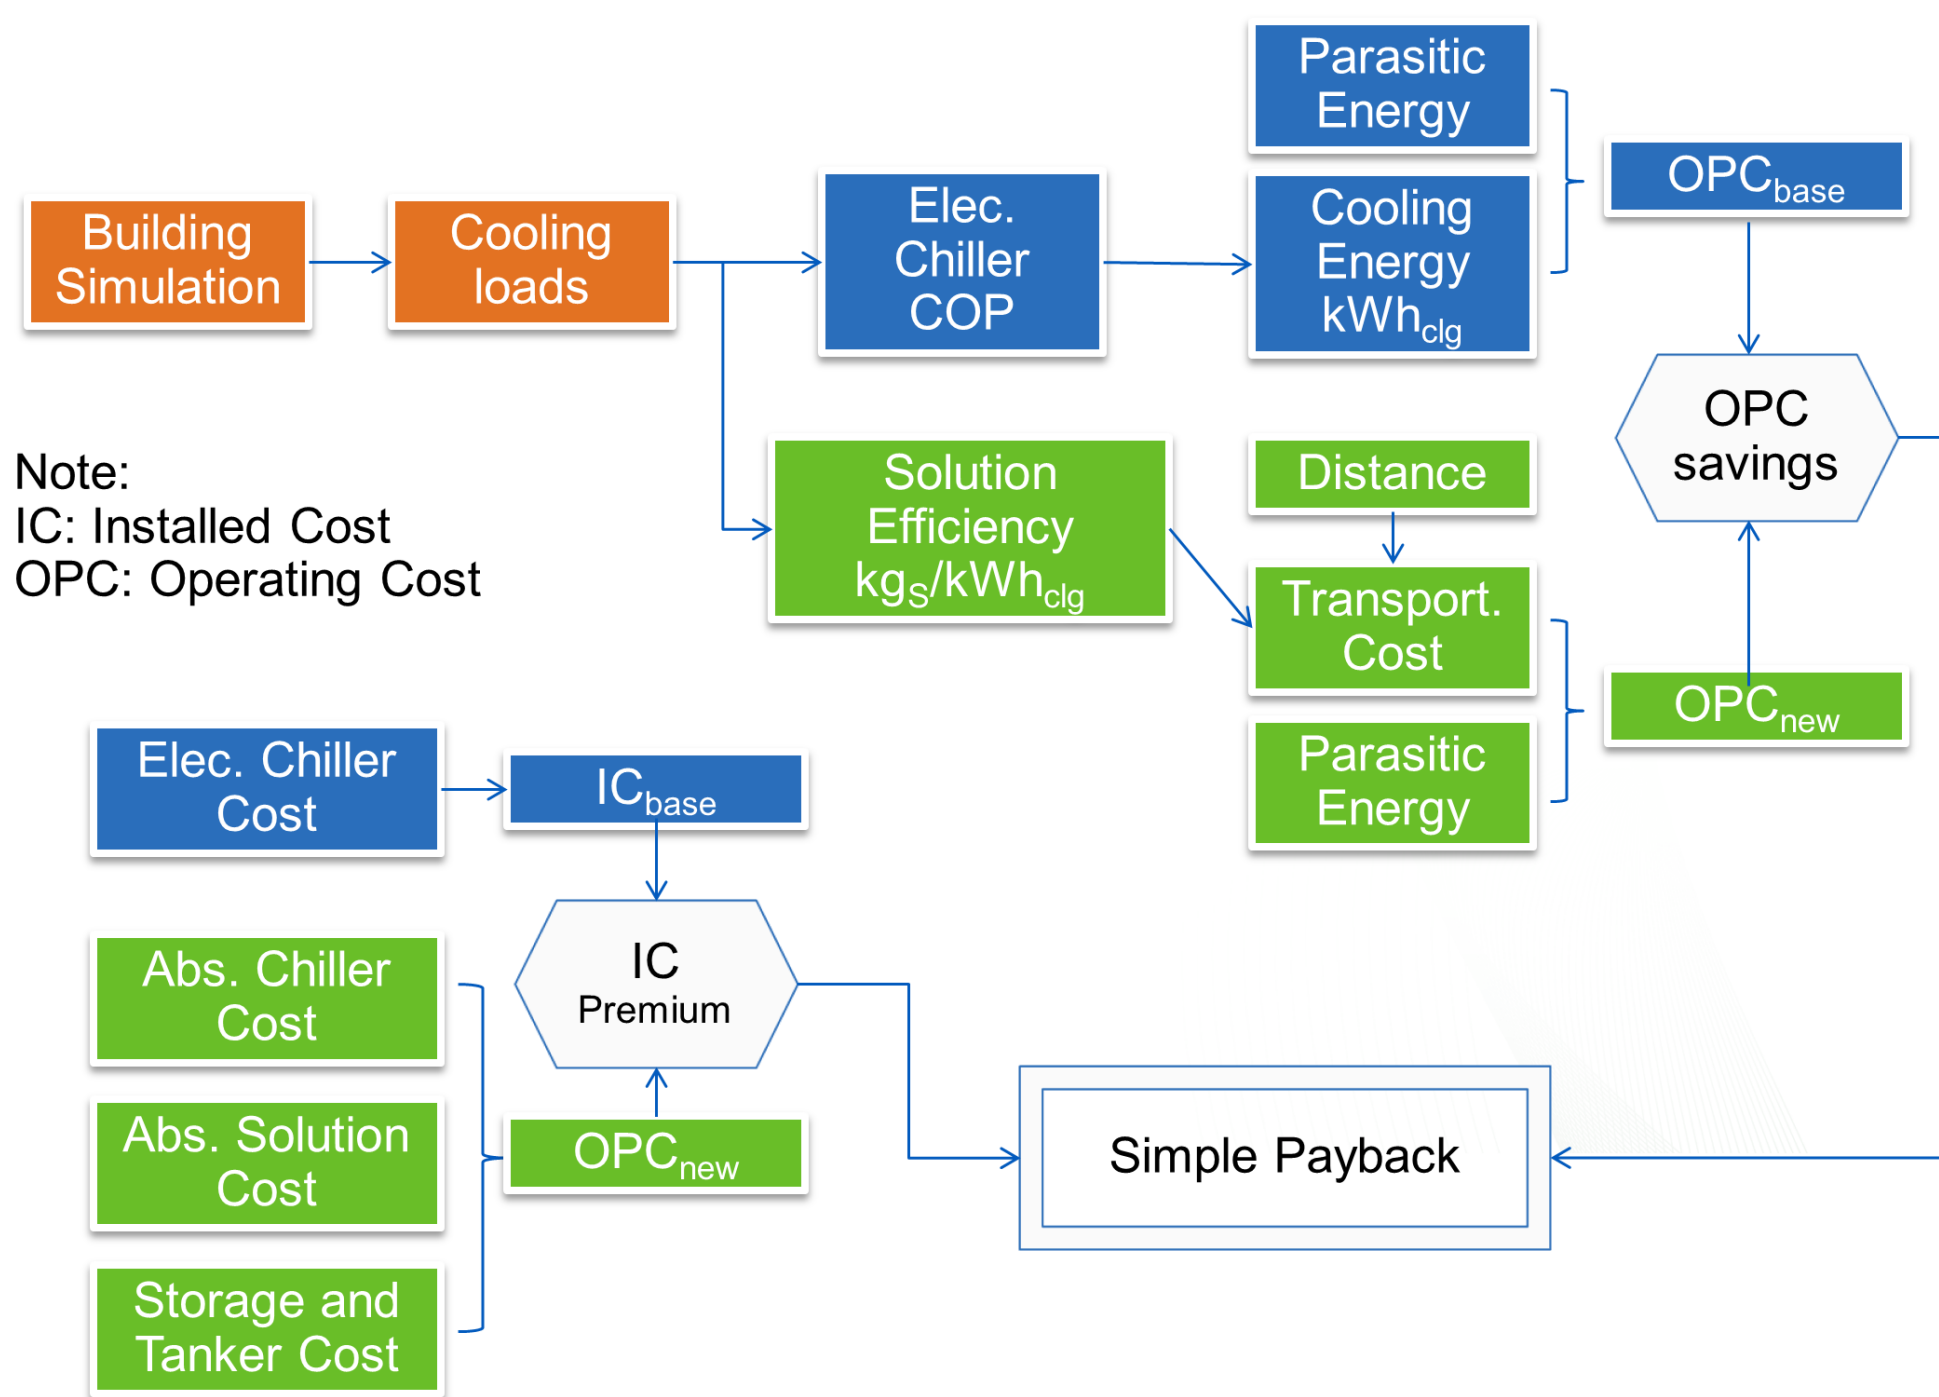 Parasitic
Energy
Building
Simulation
Cooling
loads
Elec.
Chiller
COP
Cooling
Energy
kWhclg
OPCbase
OPC
savings
Note:
IC: Installed Cost
OPC: Operating Cost
Solution
Efficiency
kgS/kWhclg
Distance
Transport.
Cost
OPCnew
Parasitic
Energy
Elec. Chiller
Cost
ICbase
Abs. Chiller
Cost
IC
Premium
Abs. Solution
Cost
OPCnew
Simple Payback
Storage and
Tanker Cost